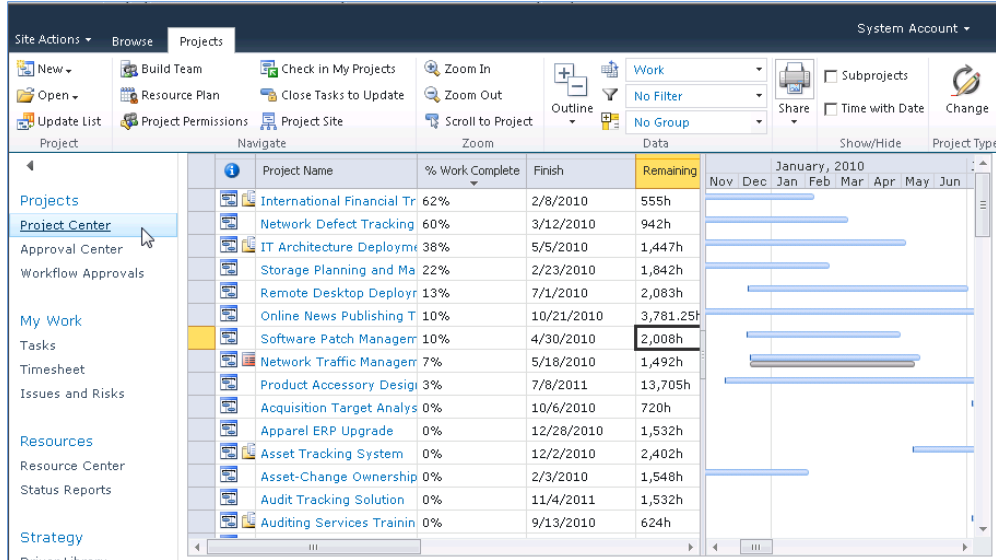 System Account
Site Actions Browse Projects
New Build Team Check in My Projects Zoom In Work Subprojects
Open Resource Plan Close Tasks to Update Zoom Out Outline No Filter Share Time with Date Change
Update List Project Permissions Project Site Scroll to Project No Group
Project Navigate Zoom Data Show/Hide Project Type
Projects
Project Center
Approval Center
Workflow Approvals
My Work
Tasks
Timesheet
Issues and Risks
Resources
Resource Center
Status Reports
Strategy
Project Name % Work Complete Finish Remaining January, 2010
Nov Dec Jan Feb Mar Apr May Jun
International Financial Tr 62% 2/8/2010 555h
Network Defect Tracking 60% 3/12/2010 942h
IT Architecture Deployme 38% 5/5/2010 1,447h
Storage Planning and Ma 22% 2/23/2010 1,842h
Remote Desktop Deployr 13% 7/1/2010 2,083h
Online News Publishing T 10% 10/21/2010 3,781.25h
Software Patch Managem 10% 4/30/2010 2,008h
Network Traffic Managem 7% 5/18/2010 1,492h
Product Accessory Desig 3% 7/8/2011 13,705h
Acquisition Target Analys 0% 10/6/2010 720h
Apparel ERP Upgrade 0% 12/28/2010 1,532h
Asset Tracking System 0% 12/2/2010 2,402h
Asset-Change Ownership 0% 2/3/2010 1,548h
Audit Tracking Solution 0% 11/4/2011 1,532h
Auditing Services Trainin 0% 9/13/2010 624h